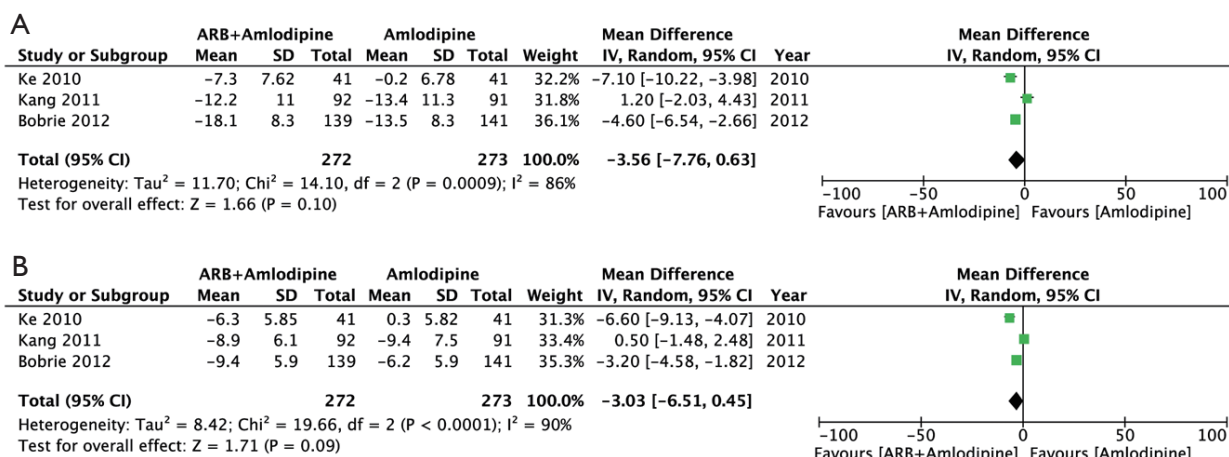 A
ARB+Amlodipine Amlodipine Mean Difference Mean Difference
Study or Subgroup Mean SD Total Mean SD Total Weight IV, Random, 95% CI Year IV, Random, 95% CI
Ke 2010 −7.3 7.62 41 −0.2 6.78 41 32.2% −7.10 [−10.22, −3.98] 2010
Kang 2011 −12.2 11 92 −13.4 11.3 91 31.8% 1.20 [−2.03, 4.43] 2011
Bobrie 2012 −18.1 8.3 139 −13.5 8.3 141 36.1% −4.60 [−6.54, −2.66] 2012
Total (95% CI) 272 273 100.0% −3.56 [−7.76, 0.63]
Heterogeneity: Tau² = 11.70; Chi² = 14.10, df = 2 (P = 0.0009); I² = 86%
Test for overall effect: Z = 1.66 (P = 0.10)
−100 −50 0 50 100
Favours [ARB+Amlodipine] Favours [Amlodipine]
B
ARB+Amlodipine Amlodipine Mean Difference Mean Difference
Study or Subgroup Mean SD Total Mean SD Total Weight IV, Random, 95% CI Year IV, Random, 95% CI
Ke 2010 −6.3 5.85 41 0.3 5.82 41 31.3% −6.60 [−9.13, −4.07] 2010
Kang 2011 −8.9 6.1 92 −9.4 7.5 91 33.4% 0.50 [−1.48, 2.48] 2011
Bobrie 2012 −9.4 5.9 139 −6.2 5.9 141 35.3% −3.20 [−4.58, −1.82] 2012
Total (95% CI) 272 273 100.0% −3.03 [−6.51, 0.45]
Heterogeneity: Tau² = 8.42; Chi² = 19.66, df = 2 (P < 0.0001); I² = 90%
Test for overall effect: Z = 1.71 (P = 0.09)
−100 −50 0 50 100
Favours [ARB+Amlodipine] Favours [Amlodipine]